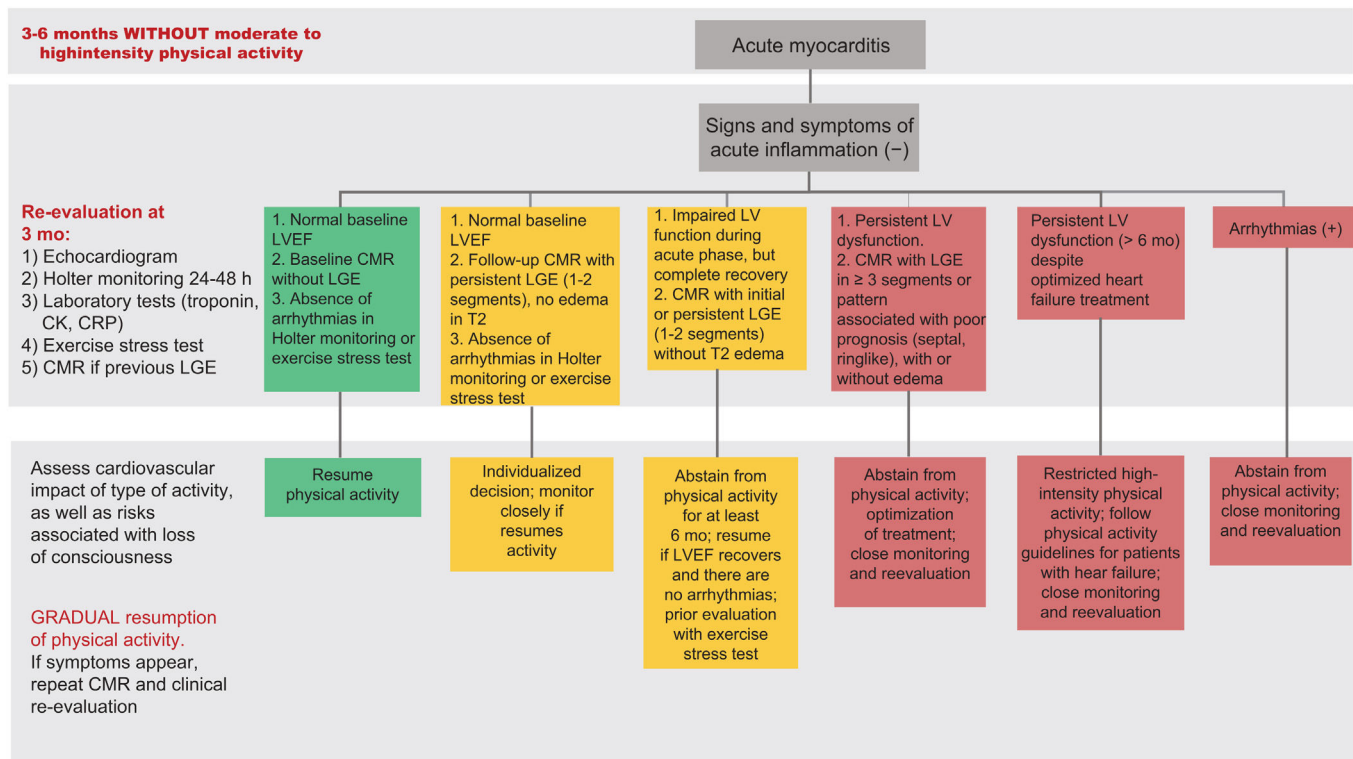 3-6 months WITHOUT moderate to
highintensity physical activity
Acute myocarditis
Signs and symptoms of
acute inflammation (−)
Re-evaluation at
3 mo:
1) Echocardiogram
2) Holter monitoring 24-48 h
3) Laboratory tests (troponin,
CK, CRP)
4) Exercise stress test
5) CMR if previous LGE
1. Normal baseline
LVEF
2. Baseline CMR
without LGE
3. Absence of
arrhythmias in
Holter monitoring or
exercise stress test
1. Normal baseline
LVEF
2. Follow-up CMR with
persistent LGE (1-2
segments), no edema
in T2
3. Absence of
arrhythmias in Holter
monitoring or exercise
stress test
1. Impaired LV
function during
acute phase, but
complete recovery
2. CMR with initial
or persistent LGE
(1-2 segments)
without T2 edema
1. Persistent LV
dysfunction.
2. CMR with LGE
in ≥ 3 segments or
pattern
associated with poor
prognosis (septal,
ringlike), with or
without edema
Persistent LV
dysfunction (> 6 mo)
despite
optimized heart
failure treatment
Arrhythmias (+)
Assess cardiovascular
impact of type of activity,
as well as risks
associated with loss
of consciousness
GRADUAL resumption
of physical activity.
If symptoms appear,
repeat CMR and clinical
re-evaluation
Resume
physical activity
Individualized
decision; monitor
closely if
resumes
activity
Abstain from
physical activity
for at least
6 mo; resume
if LVEF recovers
and there are
no arrhythmias;
prior evaluation
with exercise
stress test
Abstain from
physical activity;
optimization
of treatment;
close monitoring
and reevaluation
Restricted high-
intensity physical
activity; follow
physical activity
guidelines for patients
with hear failure;
close monitoring
and reevaluation
Abstain from
physical activity;
close monitoring
and reevaluation